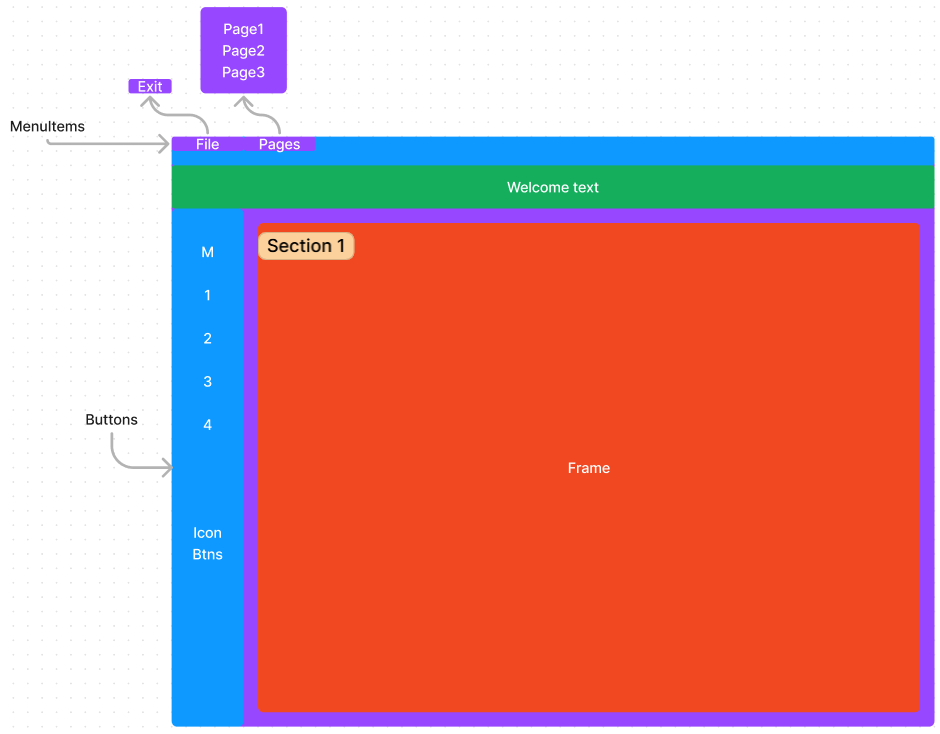 Page1
Page2
Page3
Exit
MenuItems
File
Pages
Welcome text
Section 1
M
1
2
3
4
Buttons
Frame
Icon
Btns